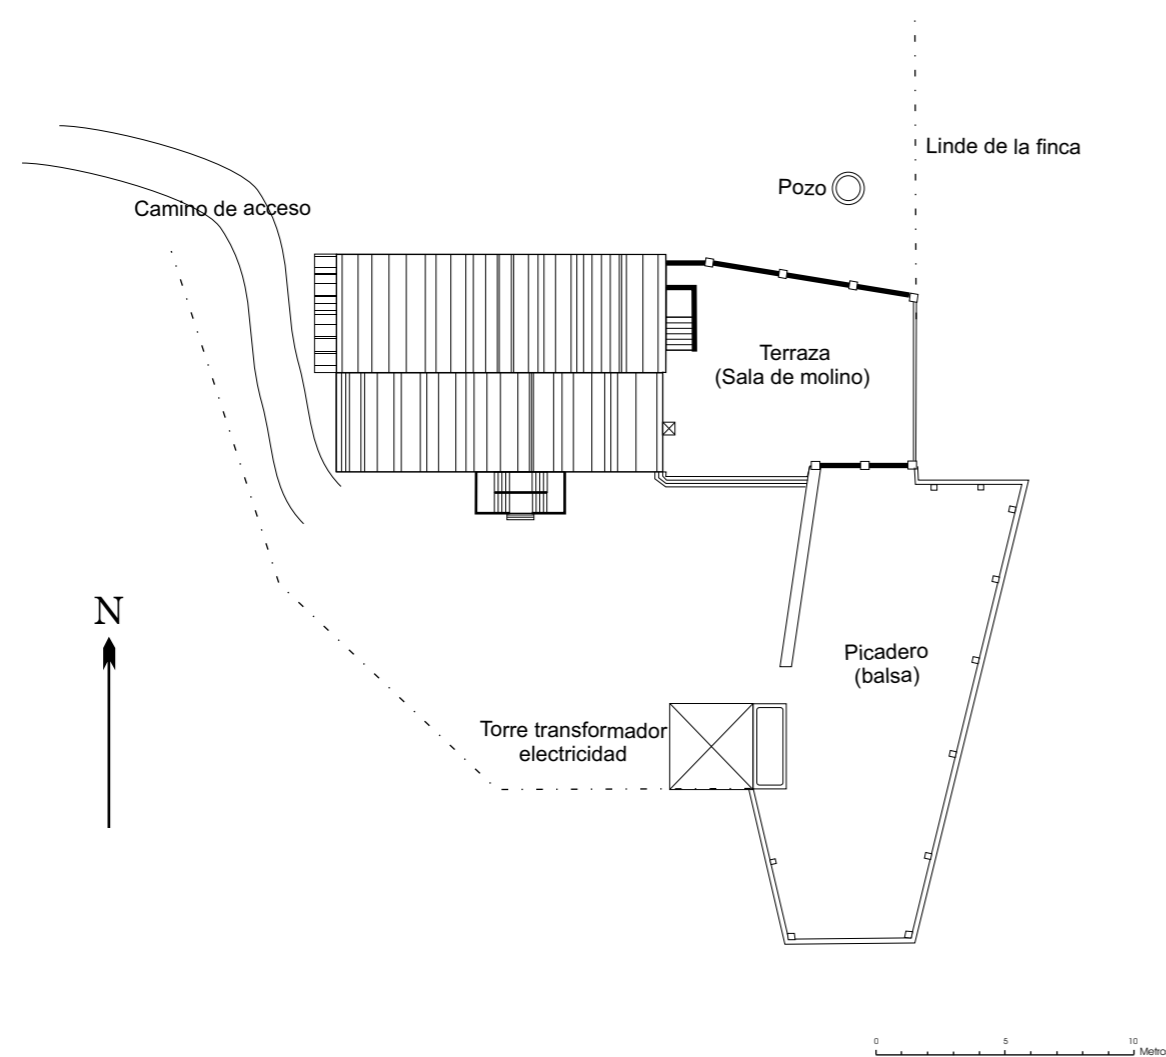 Linde de la finca
Pozo
Camino de acceso
Terraza
(Sala de molino)
N
Picadero
(balsa)
Torre transformador
electricidad
0 5 10
Metro